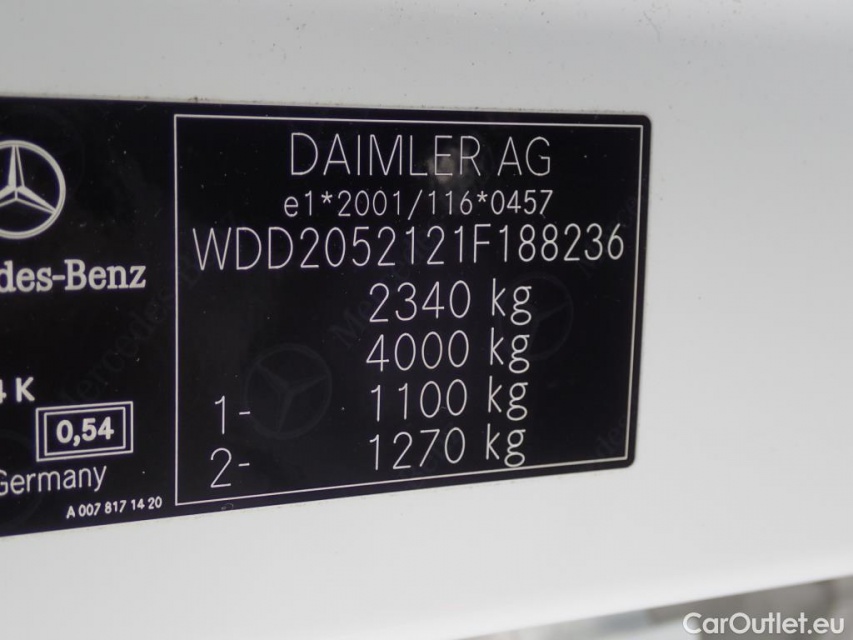 DAIMLER AG
e1*2001/116*0457
WDD2052121F188236
2340 kg
4000 kg
1- 1100 kg
2- 1270 kg
des-Benz
4 K
0,54
Germany
A 007 817 14 20
CarOutlet.eu